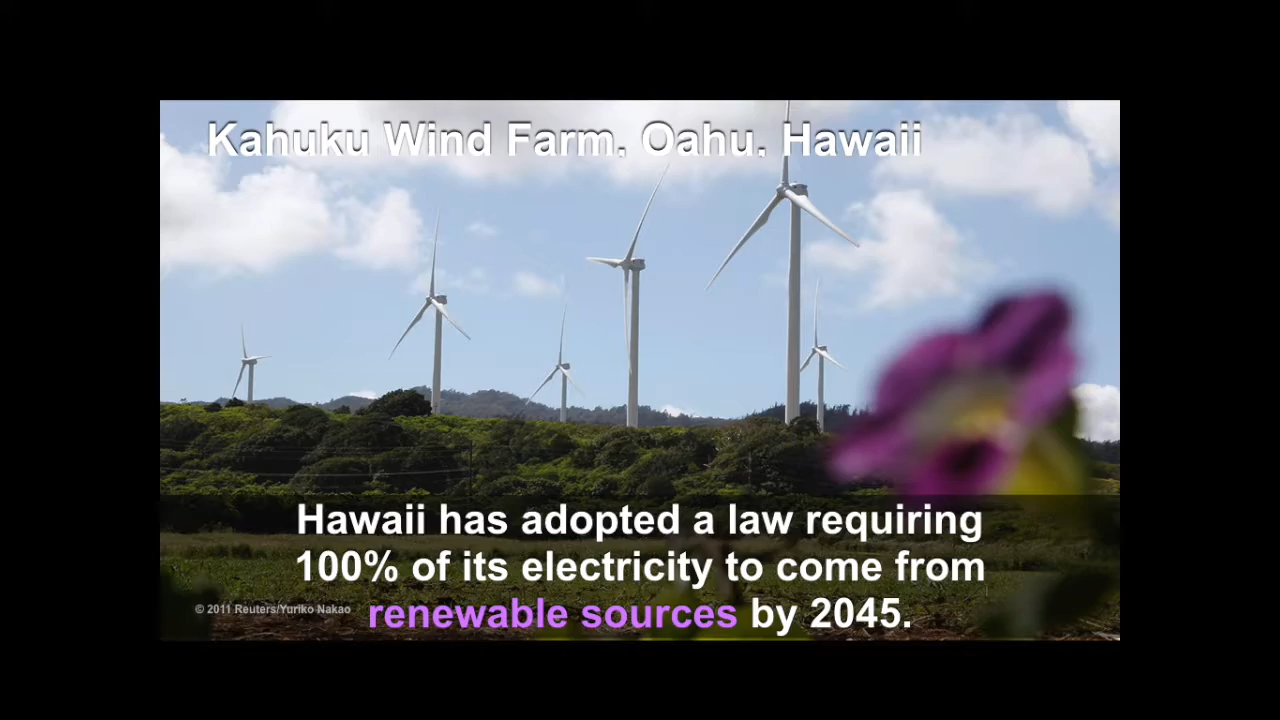 Kahuku Wind Farm, Oahu, Hawaii
Hawaii has adopted a law requiring
100% of its electricity to come from
renewable sources by 2045.
© 2011 Reuters/Yuriko Nakao